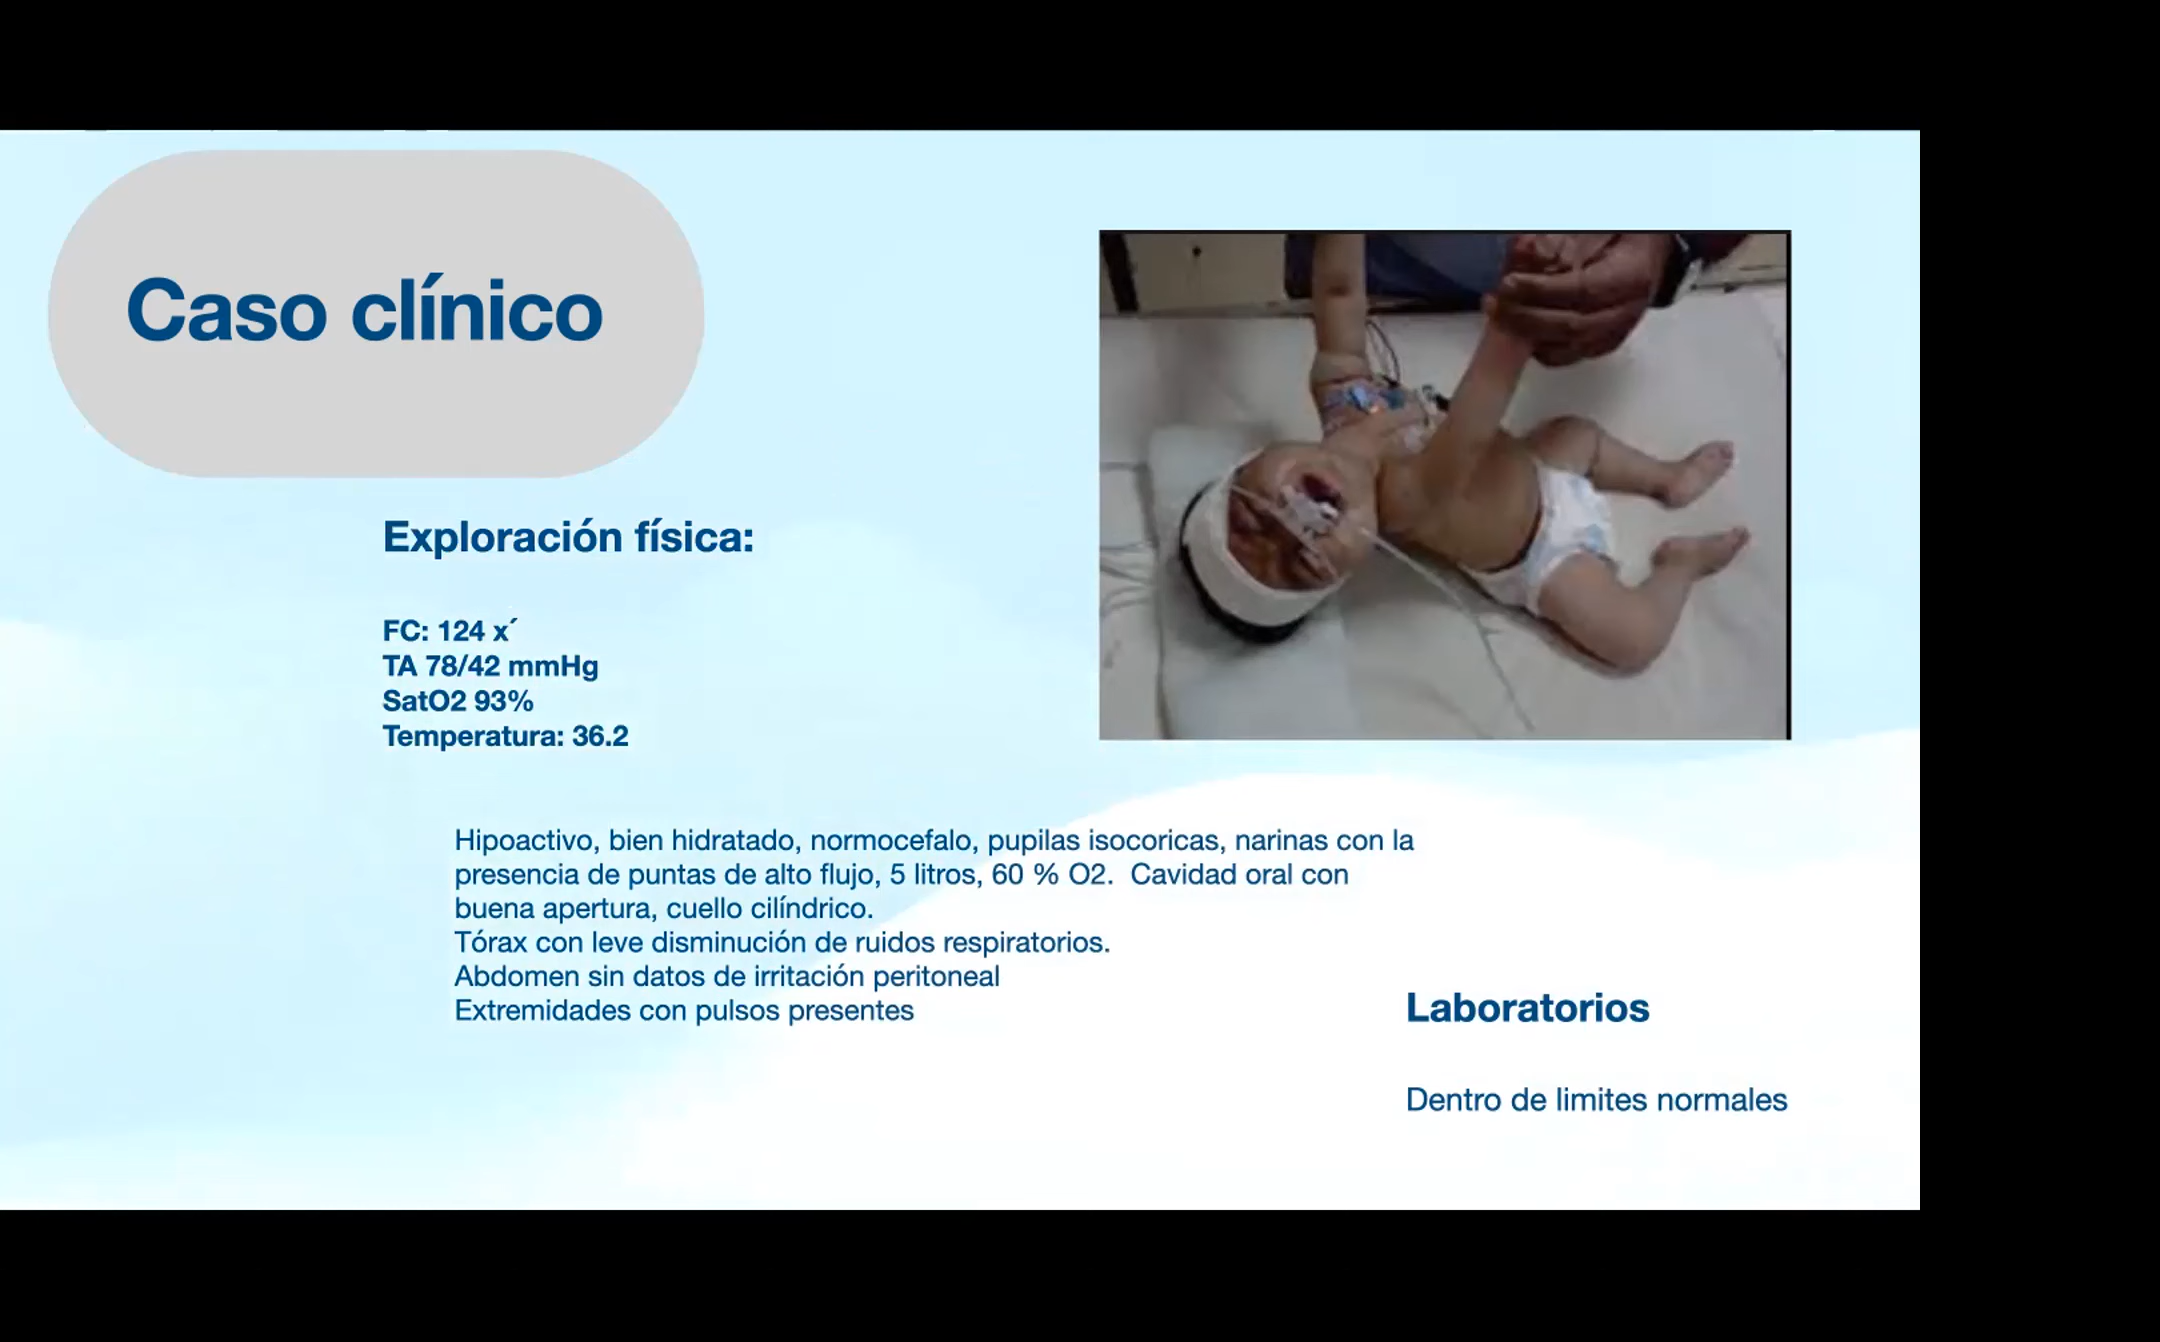 Caso clínico
Exploración física:
FC: 124 x´
TA 78/42 mmHg
SatO2 93%
Temperatura: 36.2
Hipoactivo, bien hidratado, normocefalo, pupilas isocoricas, narinas con la
presencia de puntas de alto flujo, 5 litros, 60 % O2.  Cavidad oral con
buena apertura, cuello cilíndrico.
Tórax con leve disminución de ruidos respiratorios.
Abdomen sin datos de irritación peritoneal
Extremidades con pulsos presentes
Laboratorios
Dentro de limites normales